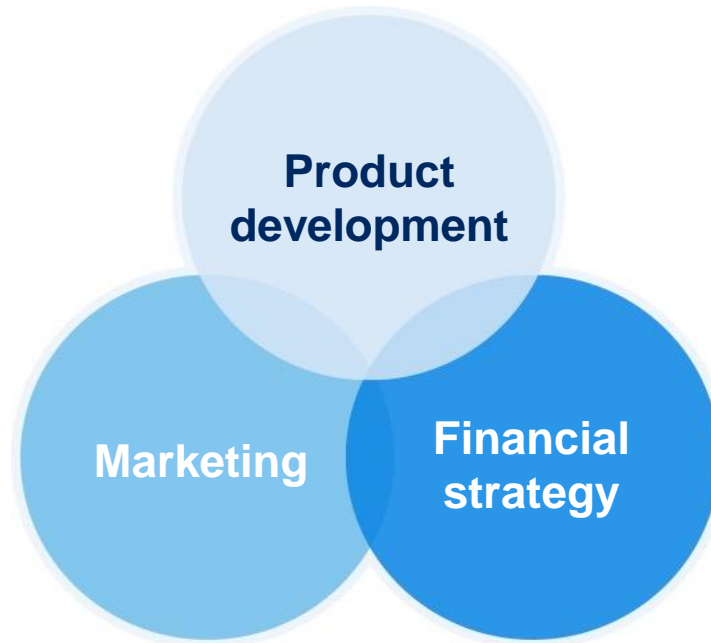 Product
development
Marketing
Financial
strategy